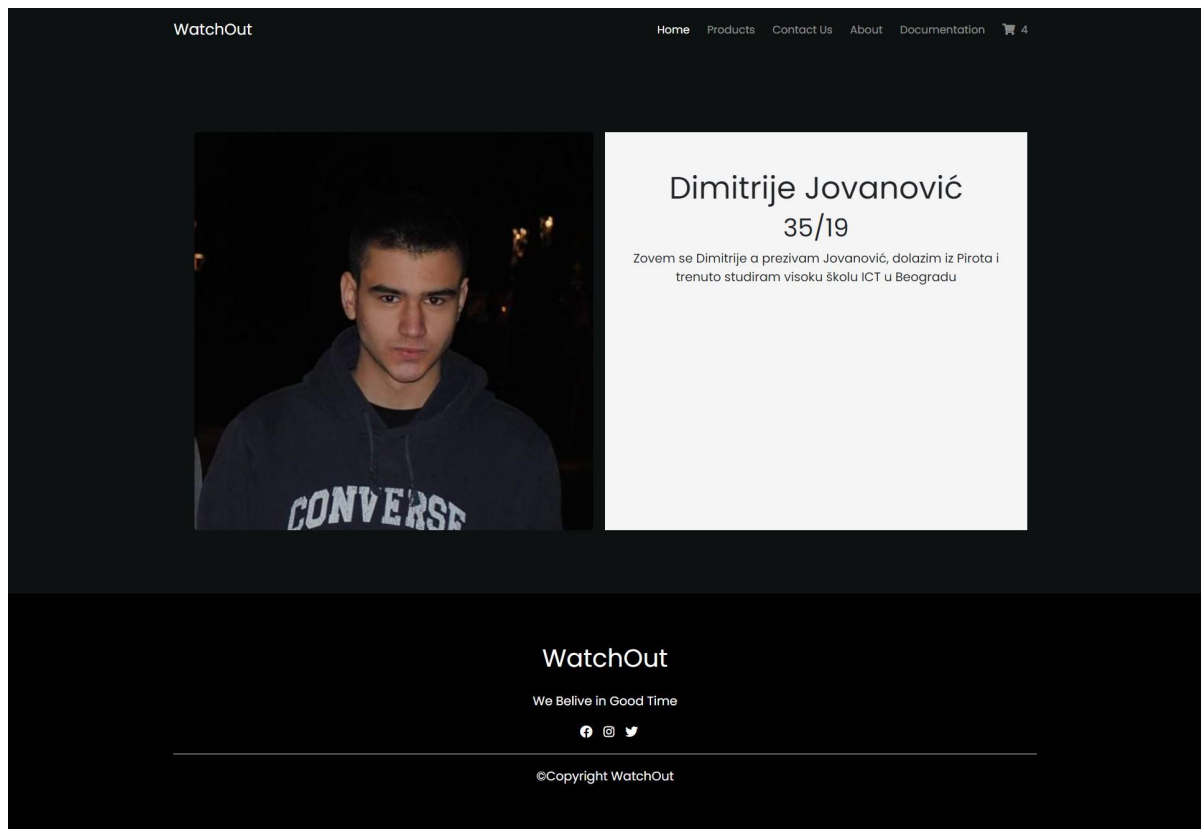 WatchOut
Home Products Contact Us About Documentation 4
Dimitrije Jovanović
35/19
Zovem se Dimitrije a prezivam Jovanović, dolazim iz Pirota i
trenuto studiram visoku školu ICT u Beogradu
CONVERSE
WatchOut
We Belive in Good Time
©Copyright WatchOut